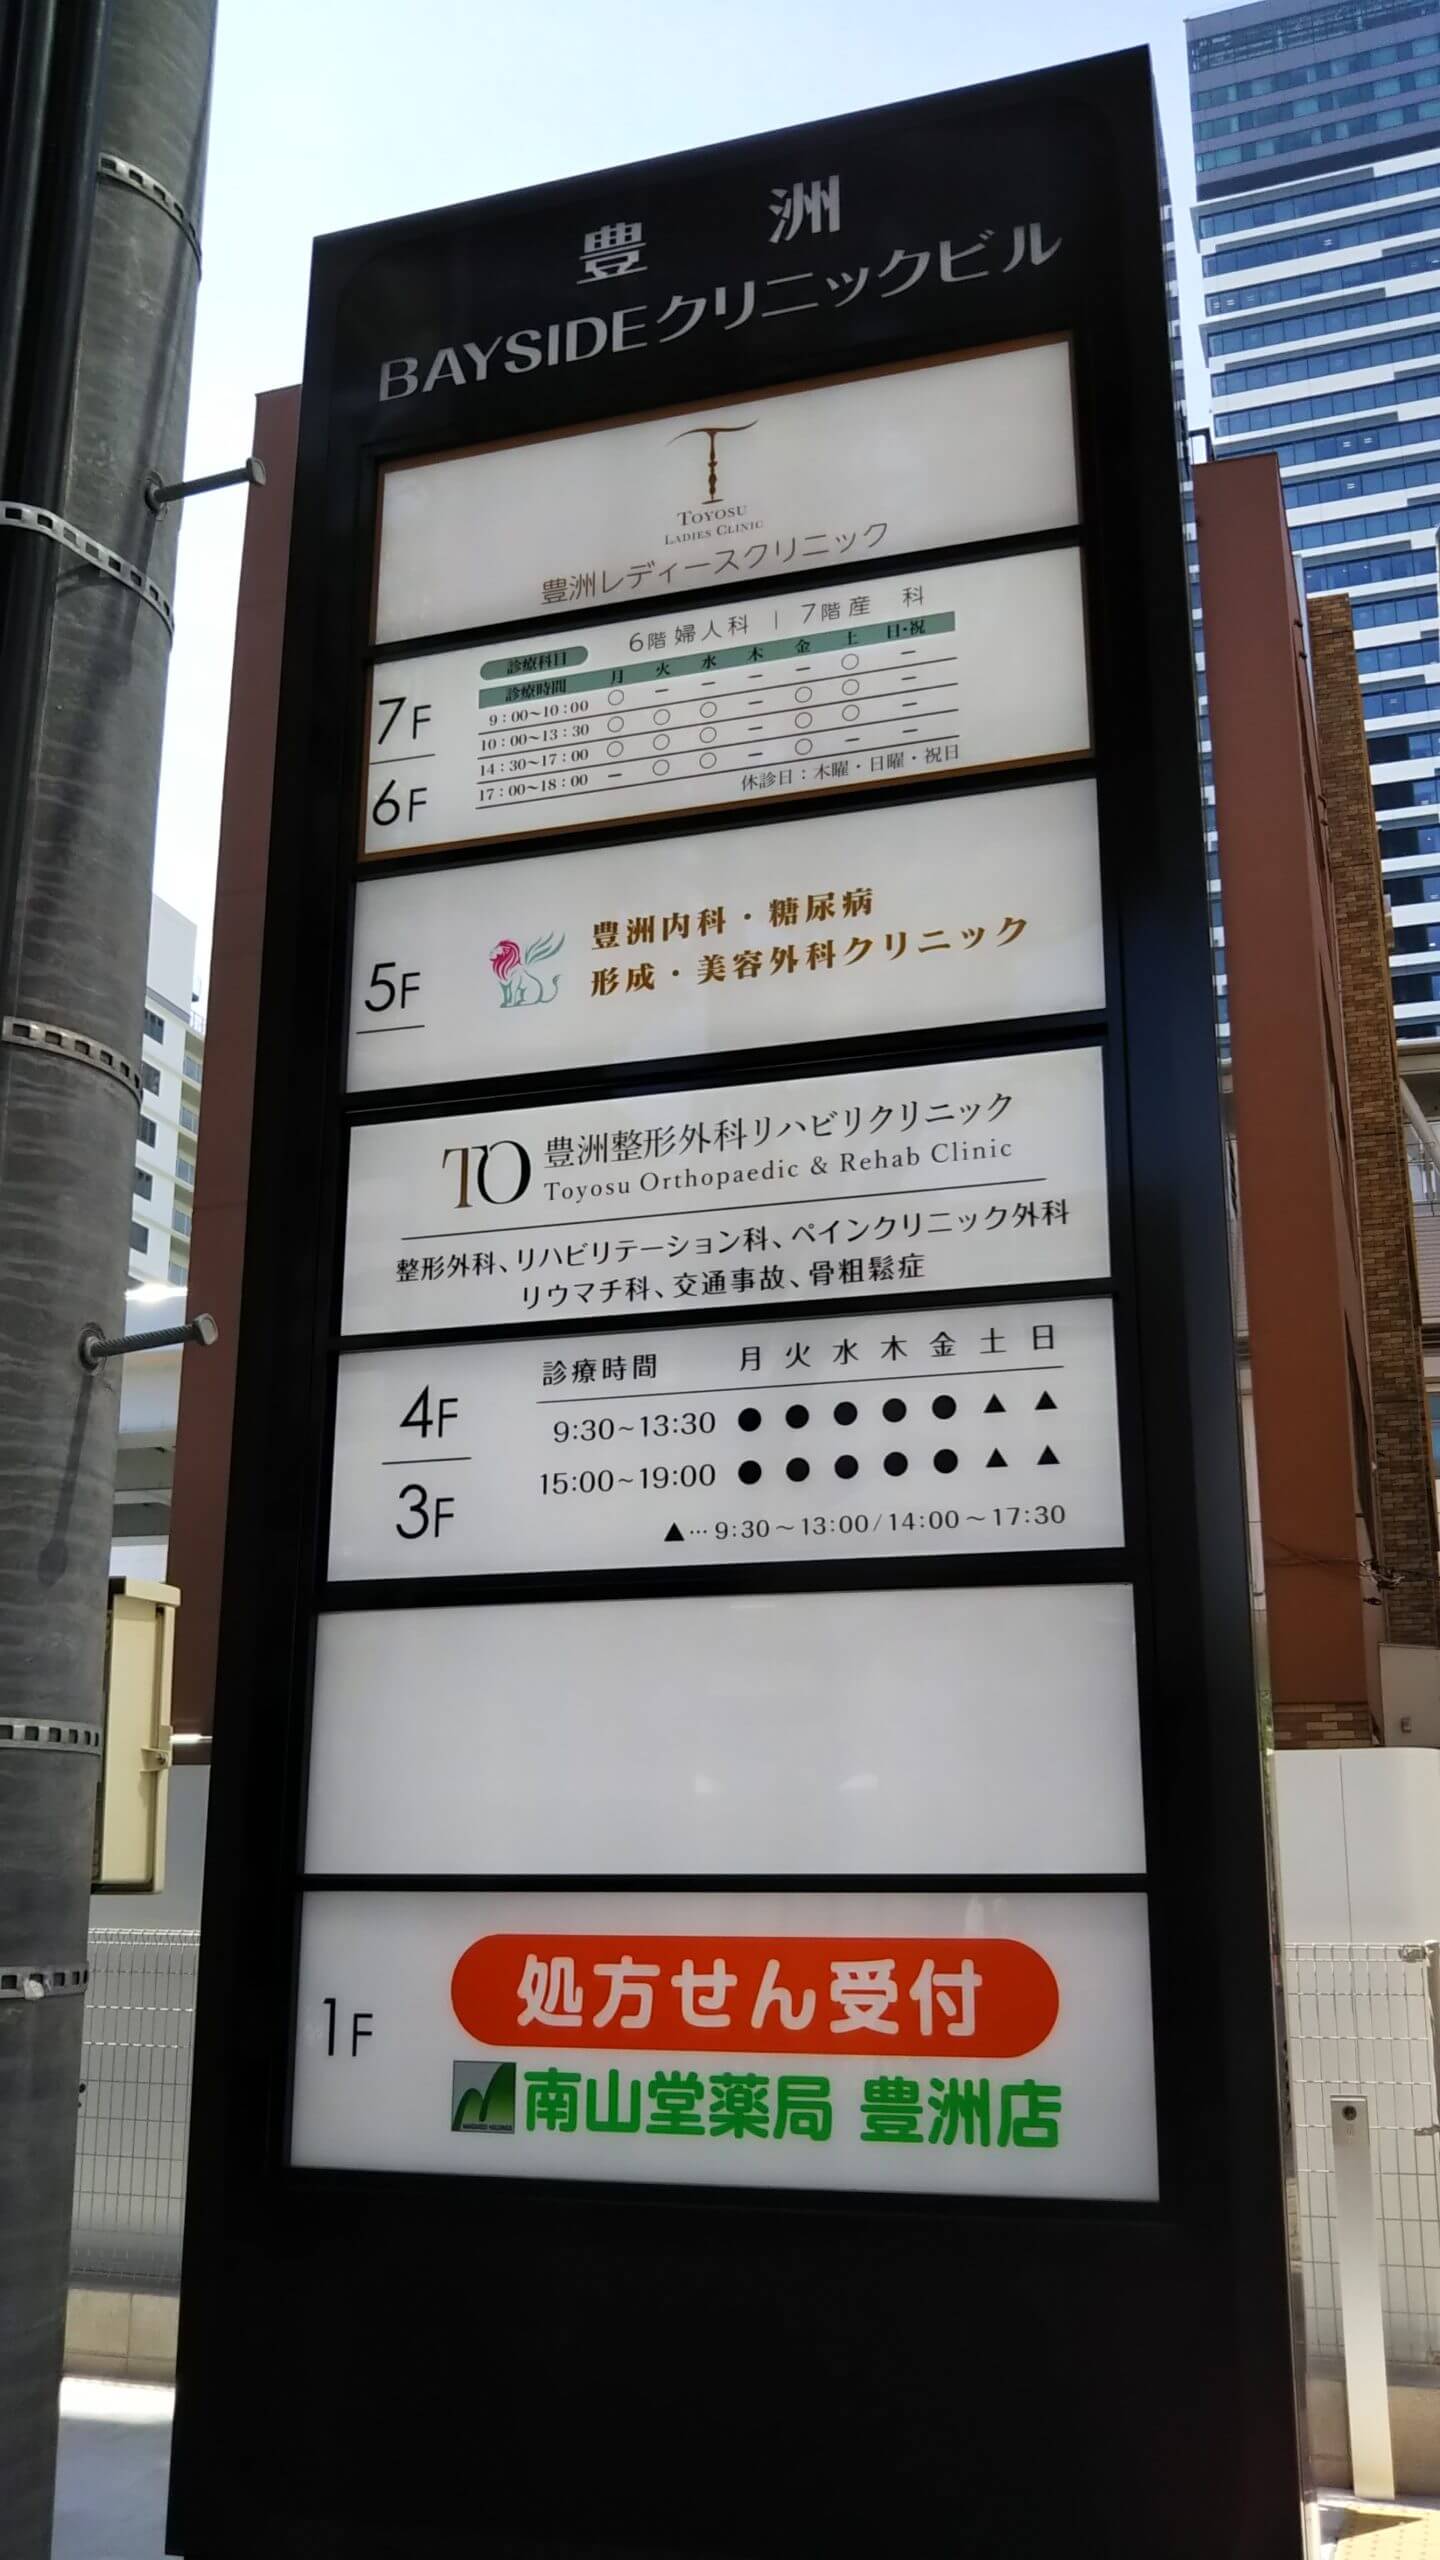 豊洲
BAYSIDEクリニックビル
T
TOYOSU
LADIES CLINIC
豊洲レディースクリニック
7F
6F
診療科目 6階 婦人科 | 7階 産科
診療時間 月 火 水 木 金 土 日・祝
9:00〜10:00 ○ − − − − ○ −
10:00〜13:30 ○ ○ ○ − ○ ○ −
14:30〜17:00 ○ ○ ○ − ○ ○ −
17:00〜18:00 − ○ ○ − ○ − −
休診日:木曜・日曜・祝日
5F
豊洲内科・糖尿病
形成・美容外科クリニック
TO 豊洲整形外科リハビリクリニック
Toyosu Orthopaedic & Rehab Clinic
整形外科、リハビリテーション科、ペインクリニック外科
リウマチ科、交通事故、骨粗鬆症
4F
3F
診療時間 月 火 水 木 金 土 日
9:30~13:30 ● ● ● ● ● ▲ ▲
15:00~19:00 ● ● ● ● ● ▲ ▲
▲…9:30〜13:00/14:00〜17:30
1F
処方せん受付
南山堂薬局 豊洲店